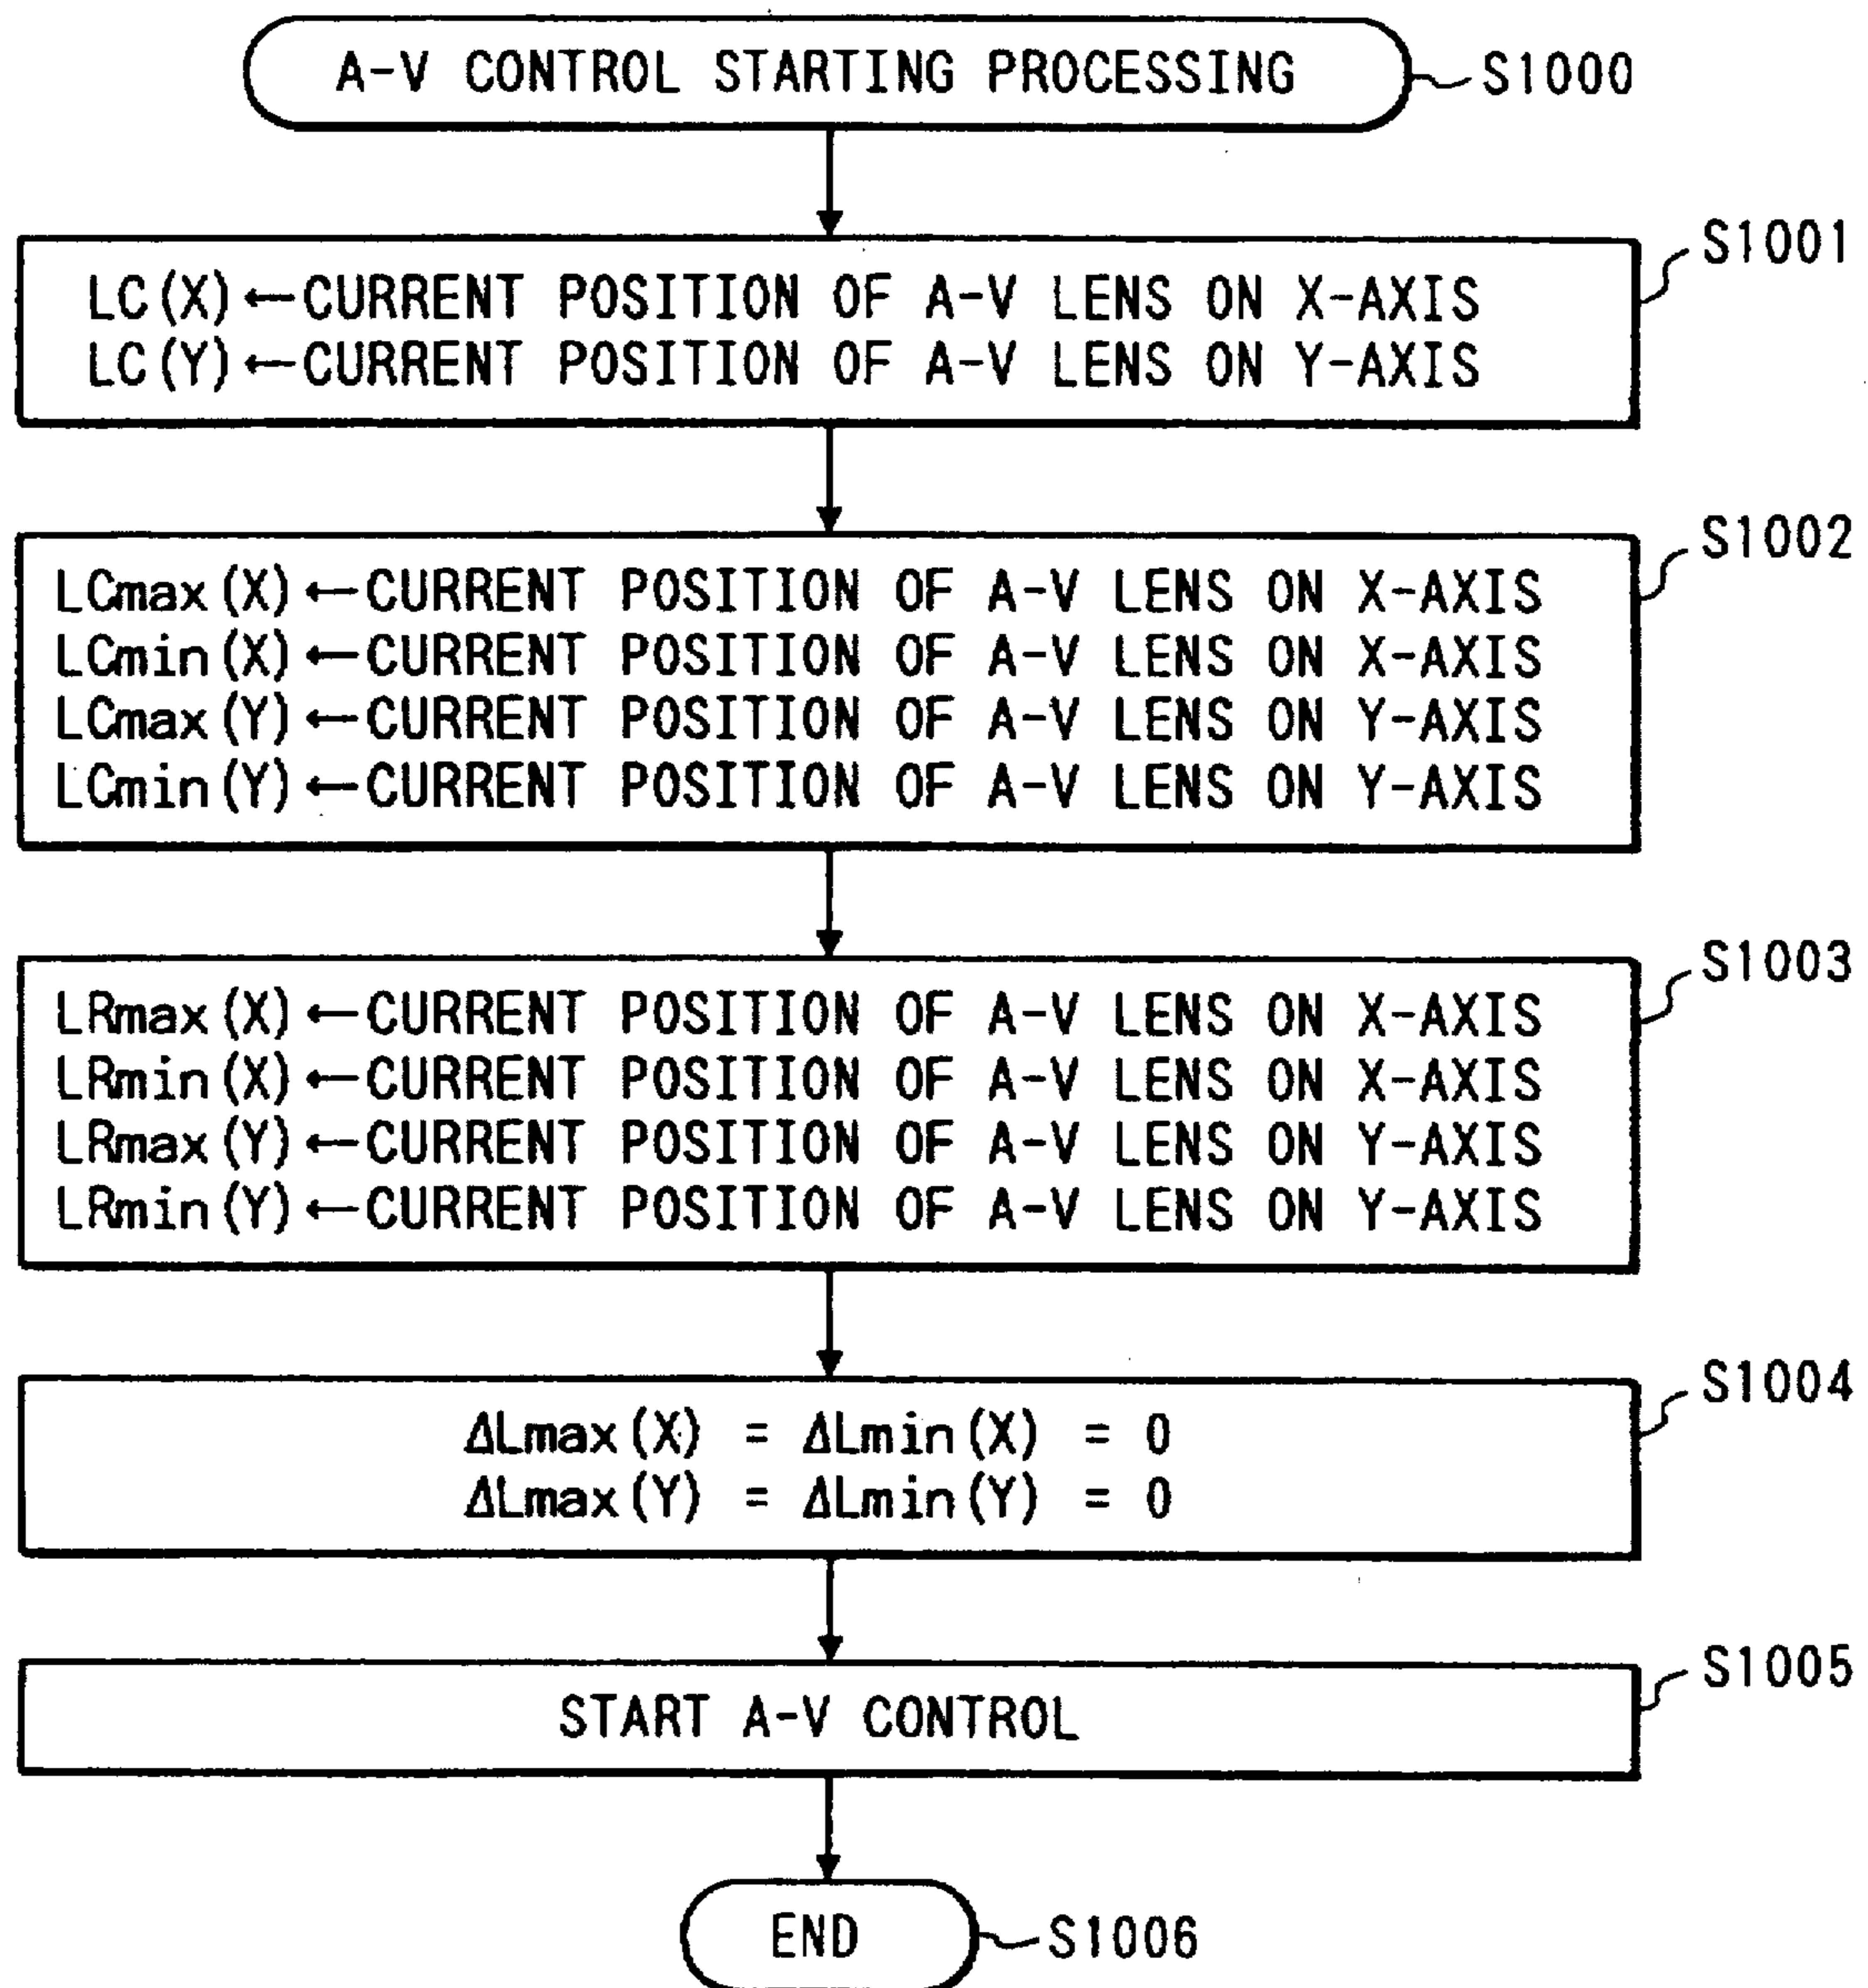 A-V CONTROL STARTING PROCESSING
S1000
S1001
LC(X)←CURRENT POSITION OF A-V LENS ON X-AXIS
LC(Y)←CURRENT POSITION OF A-V LENS ON Y-AXIS
S1002
LCmax(X)←CURRENT POSITION OF A-V LENS ON X-AXIS
LCmin(X)←CURRENT POSITION OF A-V LENS ON X-AXIS
LCmax(Y)←CURRENT POSITION OF A-V LENS ON Y-AXIS
LCmin(Y)←CURRENT POSITION OF A-V LENS ON Y-AXIS
S1003
LRmax(X)←CURRENT POSITION OF A-V LENS ON X-AXIS
LRmin(X)←CURRENT POSITION OF A-V LENS ON X-AXIS
LRmax(Y)←CURRENT POSITION OF A-V LENS ON Y-AXIS
LRmin(Y)←CURRENT POSITION OF A-V LENS ON Y-AXIS
S1004
ΔLmax(X) = ΔLmin(X) = 0
ΔLmax(Y) = ΔLmin(Y) = 0
S1005
START A-V CONTROL
END
S1006